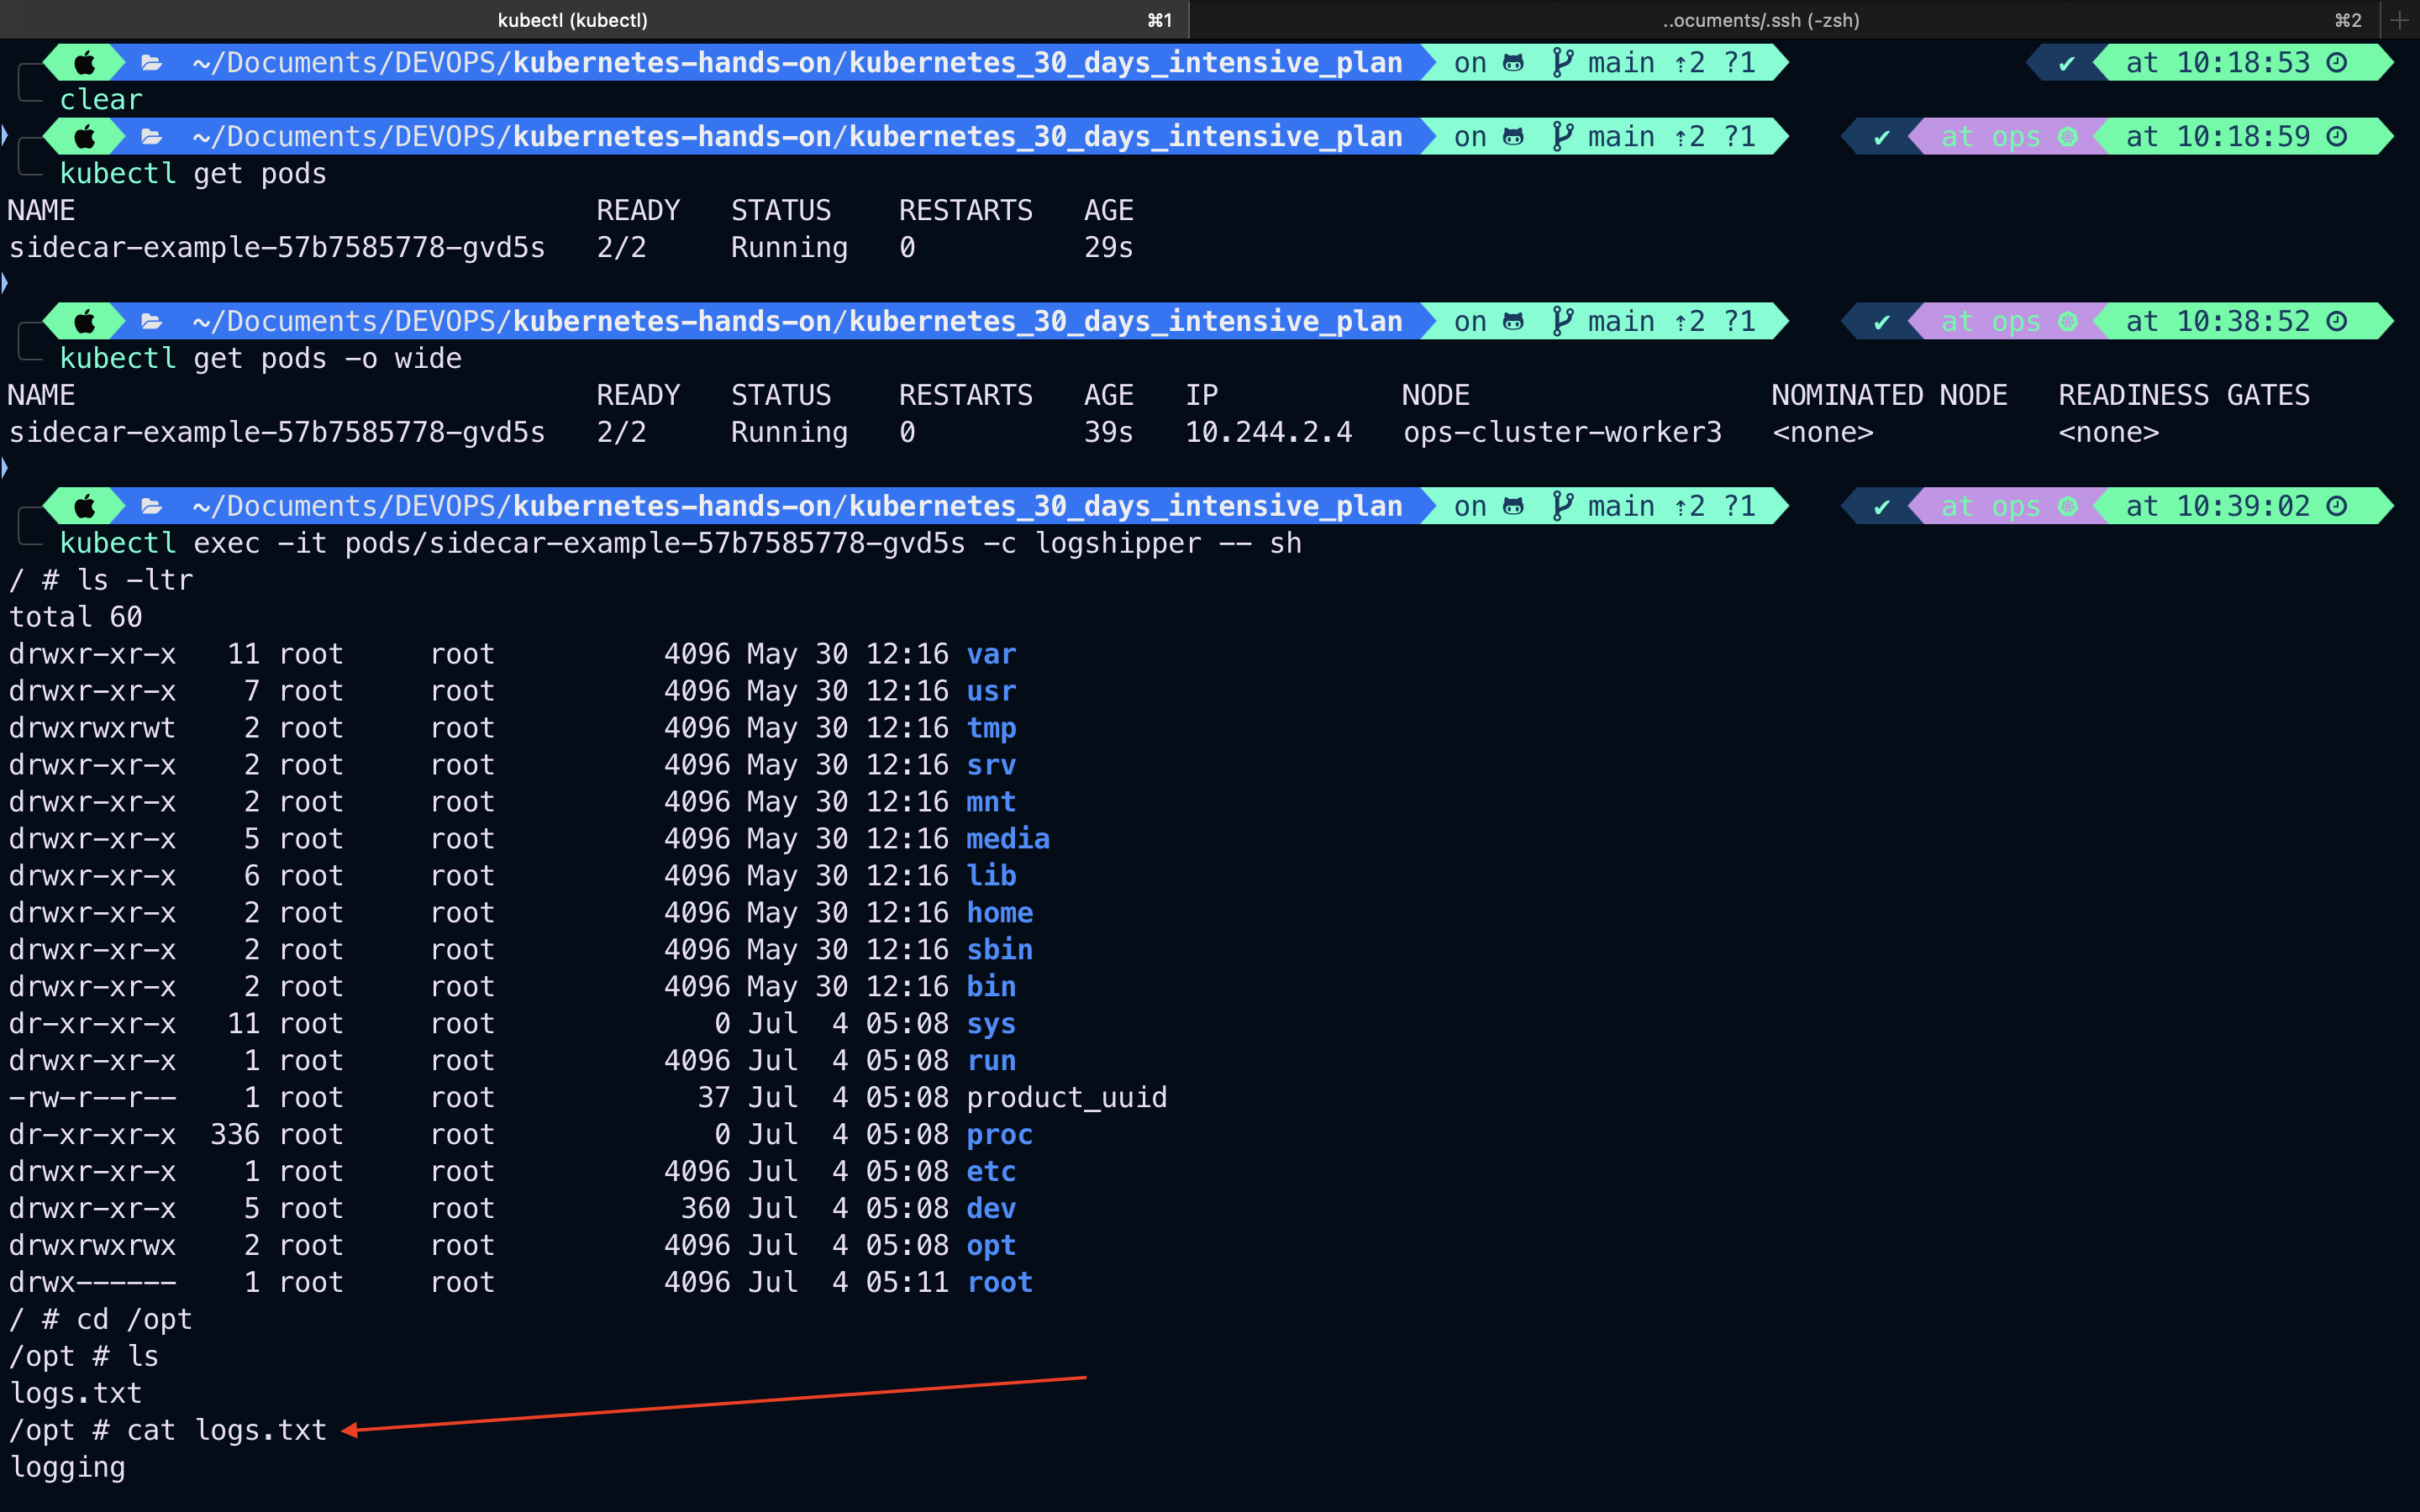 kubectl (kubectl) ⌘1 ..ocuments/.ssh (-zsh) ⌘2 +
~/Documents/DEVOPS/kubernetes-hands-on/kubernetes_30_days_intensive_plan on main ⇡2 ?1 ✔ at 10:18:53
clear
~/Documents/DEVOPS/kubernetes-hands-on/kubernetes_30_days_intensive_plan on main ⇡2 ?1 ✔ at ops at 10:18:59
kubectl get pods
NAME READY STATUS RESTARTS AGE
sidecar-example-57b7585778-gvd5s 2/2 Running 0 29s
~/Documents/DEVOPS/kubernetes-hands-on/kubernetes_30_days_intensive_plan on main ⇡2 ?1 ✔ at ops at 10:38:52
kubectl get pods -o wide
NAME READY STATUS RESTARTS AGE IP NODE NOMINATED NODE READINESS GATES
sidecar-example-57b7585778-gvd5s 2/2 Running 0 39s 10.244.2.4 ops-cluster-worker3 <none> <none>
~/Documents/DEVOPS/kubernetes-hands-on/kubernetes_30_days_intensive_plan on main ⇡2 ?1 ✔ at ops at 10:39:02
kubectl exec -it pods/sidecar-example-57b7585778-gvd5s -c logshipper -- sh
/ # ls -ltr
total 60
drwxr-xr-x 11 root root 4096 May 30 12:16 var
drwxr-xr-x 7 root root 4096 May 30 12:16 usr
drwxrwxrwt 2 root root 4096 May 30 12:16 tmp
drwxr-xr-x 2 root root 4096 May 30 12:16 srv
drwxr-xr-x 2 root root 4096 May 30 12:16 mnt
drwxr-xr-x 5 root root 4096 May 30 12:16 media
drwxr-xr-x 6 root root 4096 May 30 12:16 lib
drwxr-xr-x 2 root root 4096 May 30 12:16 home
drwxr-xr-x 2 root root 4096 May 30 12:16 sbin
drwxr-xr-x 2 root root 4096 May 30 12:16 bin
dr-xr-xr-x 11 root root 0 Jul 4 05:08 sys
drwxr-xr-x 1 root root 4096 Jul 4 05:08 run
-rw-r--r-- 1 root root 37 Jul 4 05:08 product_uuid
dr-xr-xr-x 336 root root 0 Jul 4 05:08 proc
drwxr-xr-x 1 root root 4096 Jul 4 05:08 etc
drwxr-xr-x 5 root root 360 Jul 4 05:08 dev
drwxrwxrwx 2 root root 4096 Jul 4 05:08 opt
drwx------ 1 root root 4096 Jul 4 05:11 root
/ # cd /opt
/opt # ls
logs.txt
/opt # cat logs.txt
logging